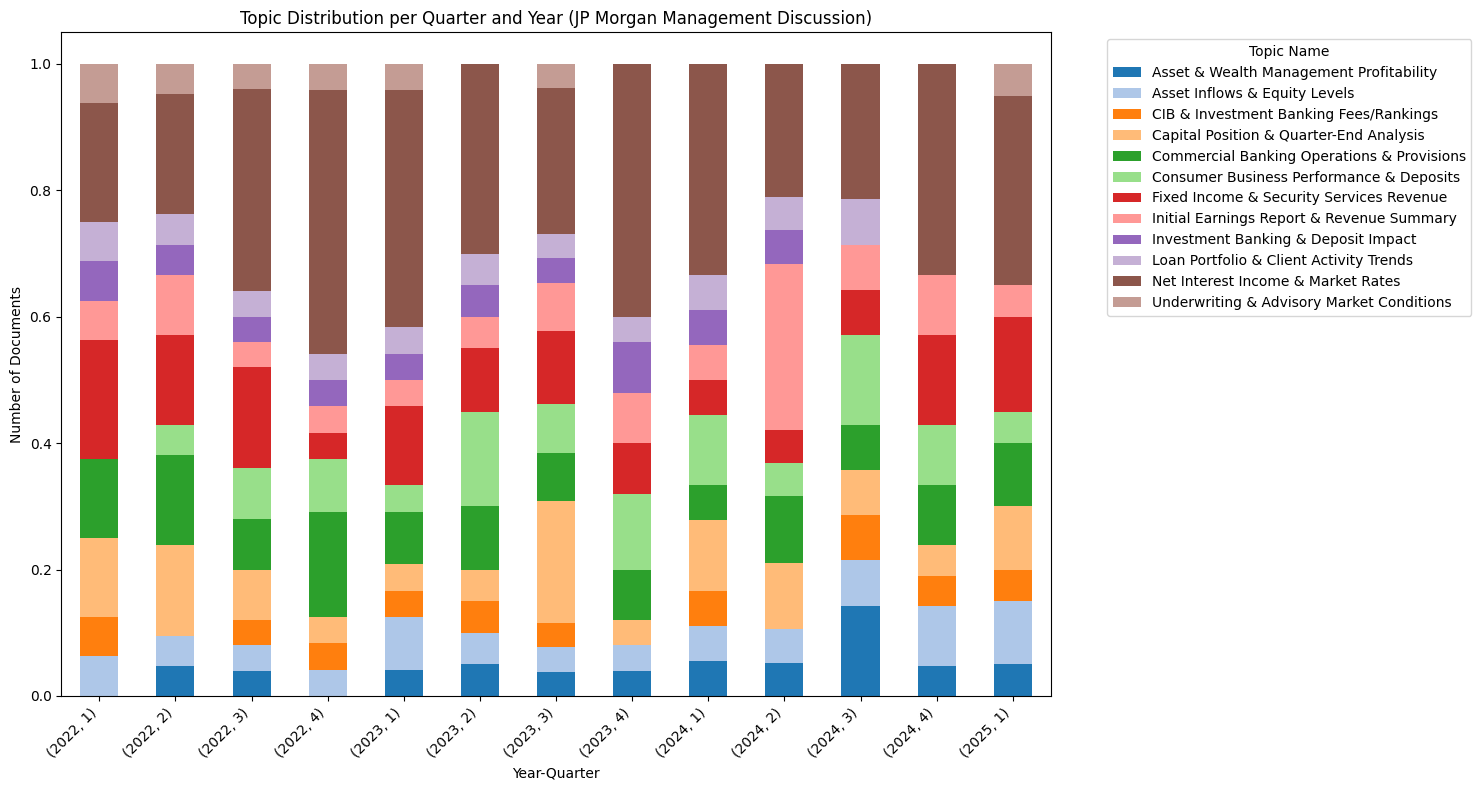 Topic Distribution per Quarter and Year (JP Morgan Management Discussion)
Number of Documents
1.0
0.8
0.6
0.4
0.2
0.0
(2022, 1)
(2022, 2)
(2022, 3)
(2022, 4)
(2023, 1)
(2023, 2)
(2023, 3)
(2023, 4)
(2024, 1)
(2024, 2)
(2024, 3)
(2024, 4)
(2025, 1)
Year-Quarter
Topic Name
Asset & Wealth Management Profitability
Asset Inflows & Equity Levels
CIB & Investment Banking Fees/Rankings
Capital Position & Quarter-End Analysis
Commercial Banking Operations & Provisions
Consumer Business Performance & Deposits
Fixed Income & Security Services Revenue
Initial Earnings Report & Revenue Summary
Investment Banking & Deposit Impact
Loan Portfolio & Client Activity Trends
Net Interest Income & Market Rates
Underwriting & Advisory Market Conditions